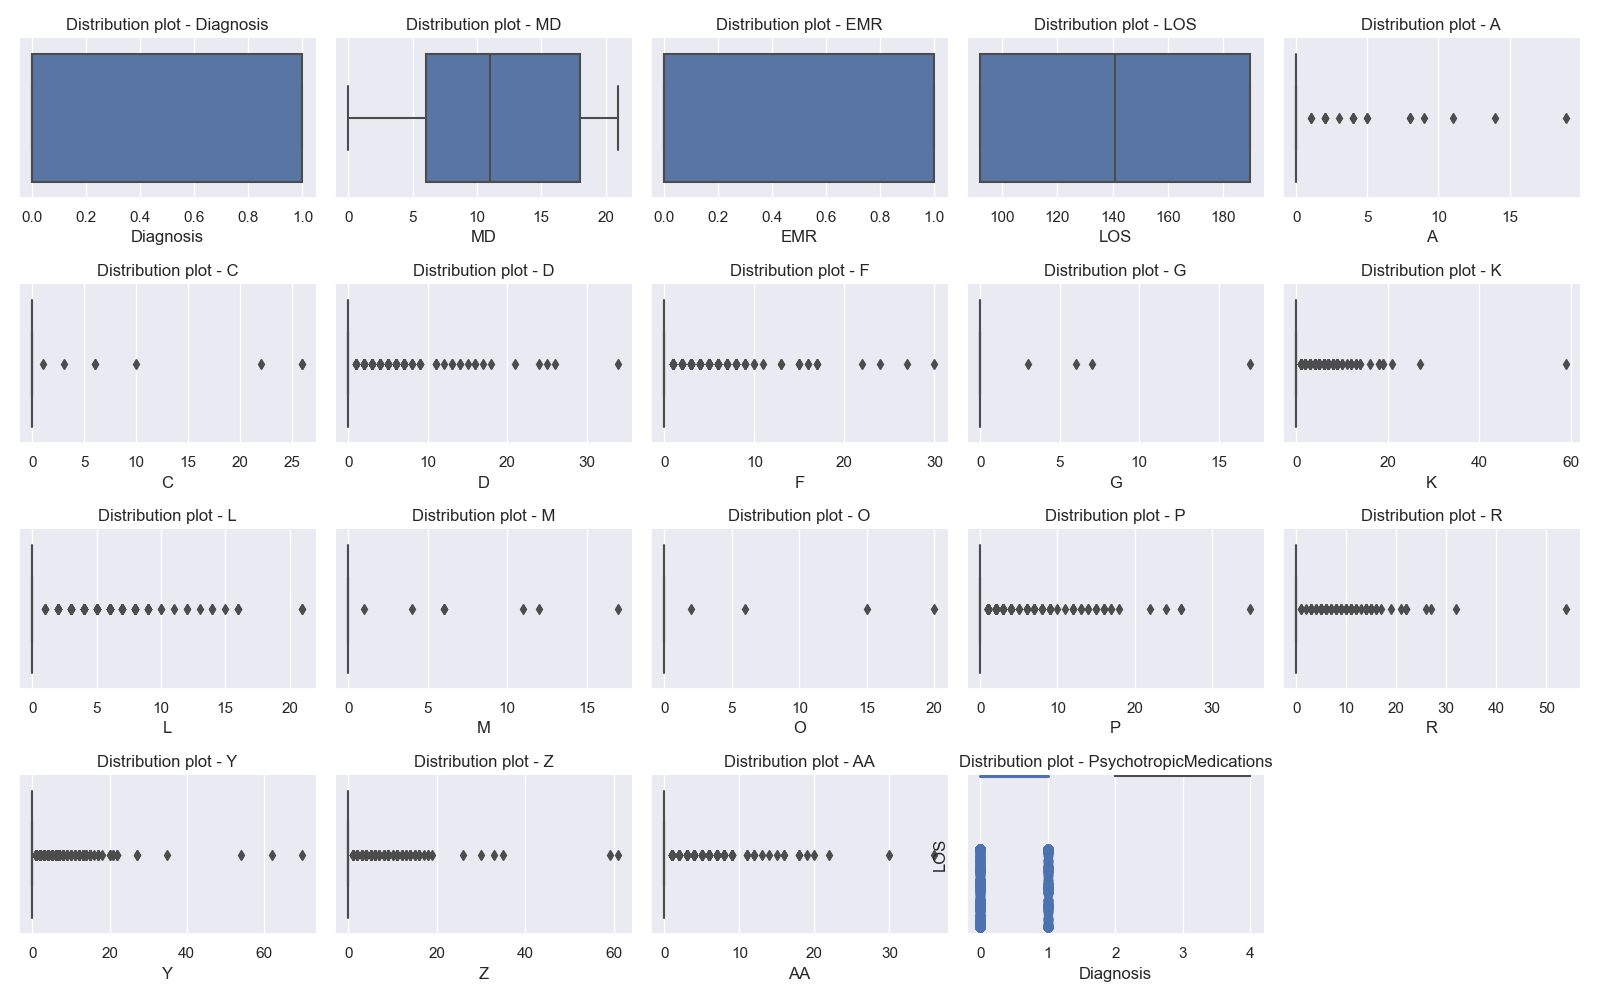 Distribution plot - Diagnosis Distribution plot - MD Distribution plot - EMR Distribution plot - LOS Distribution plot - A
0.0 0.2 0.4 0.6 0.8 1.0 0 5 10 15 20 0.0 0.2 0.4 0.6 0.8 1.0 100 120 140 160 180 0 5 10 15
Diagnosis MD EMR LOS A
Distribution plot - C Distribution plot - D Distribution plot - F Distribution plot - G Distribution plot - K
0 5 10 15 20 25 0 10 20 30 0 10 20 30 0 5 10 15 0 20 40 60
C D F G K
Distribution plot - L Distribution plot - M Distribution plot - O Distribution plot - P Distribution plot - R
0 5 10 15 20 0 5 10 15 0 5 10 15 20 0 10 20 30 0 10 20 30 40 50
L M O P R
Distribution plot - Y Distribution plot - Z Distribution plot - AA Distribution plot - PsychotropicMedications
LOS
0 20 40 60 0 20 40 60 0 10 20 30 0 1 2 3 4
Y Z AA Diagnosis